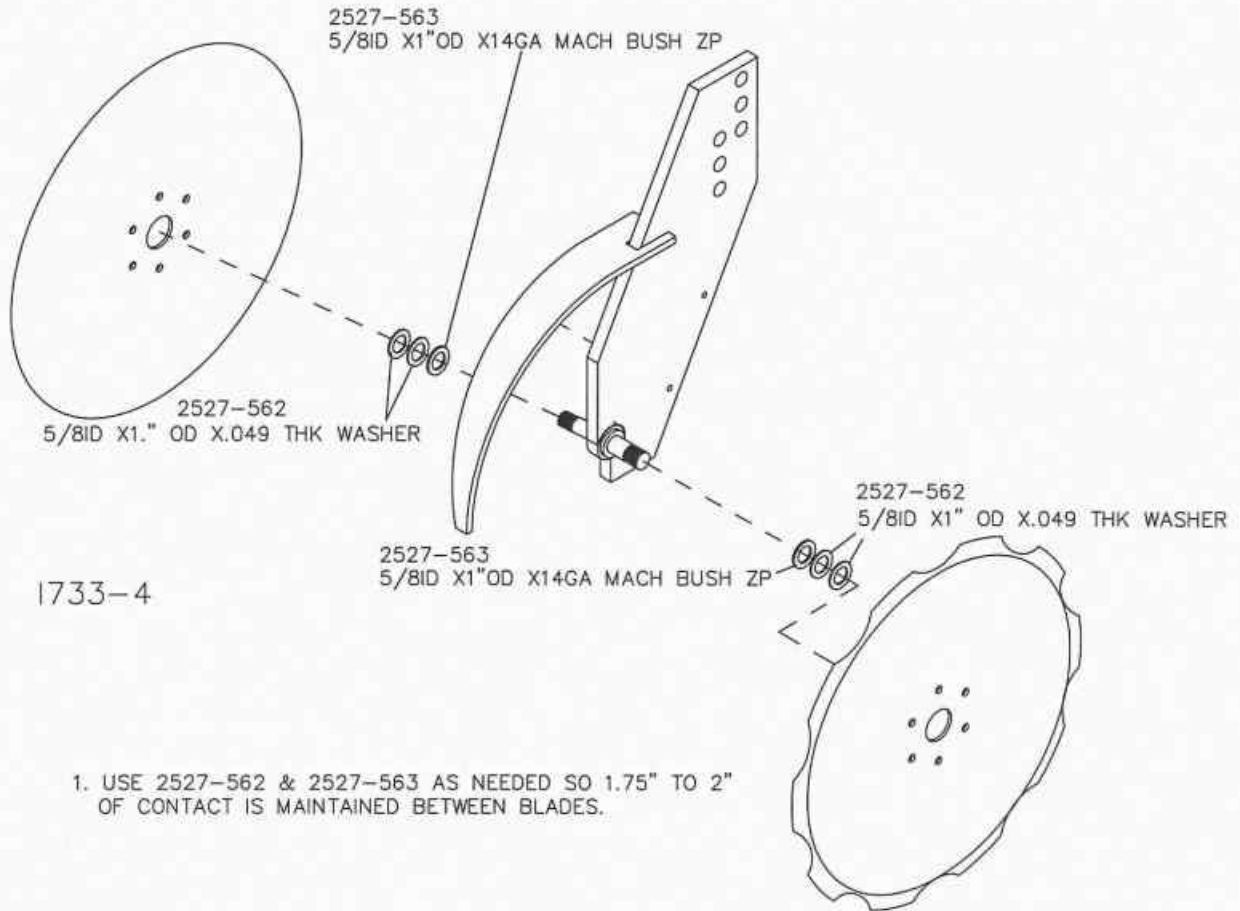 2527-563
5/8ID X1"OD X14GA MACH BUSH ZP
2527-562
5/8ID X1." OD X.049 THK WASHER
2527-562
5/8ID X1" OD X.049 THK WASHER
2527-563
5/8ID X1"OD X14GA MACH BUSH ZP
1733-4
1. USE 2527-562 & 2527-563 AS NEEDED SO 1.75" TO 2"
OF CONTACT IS MAINTAINED BETWEEN BLADES.